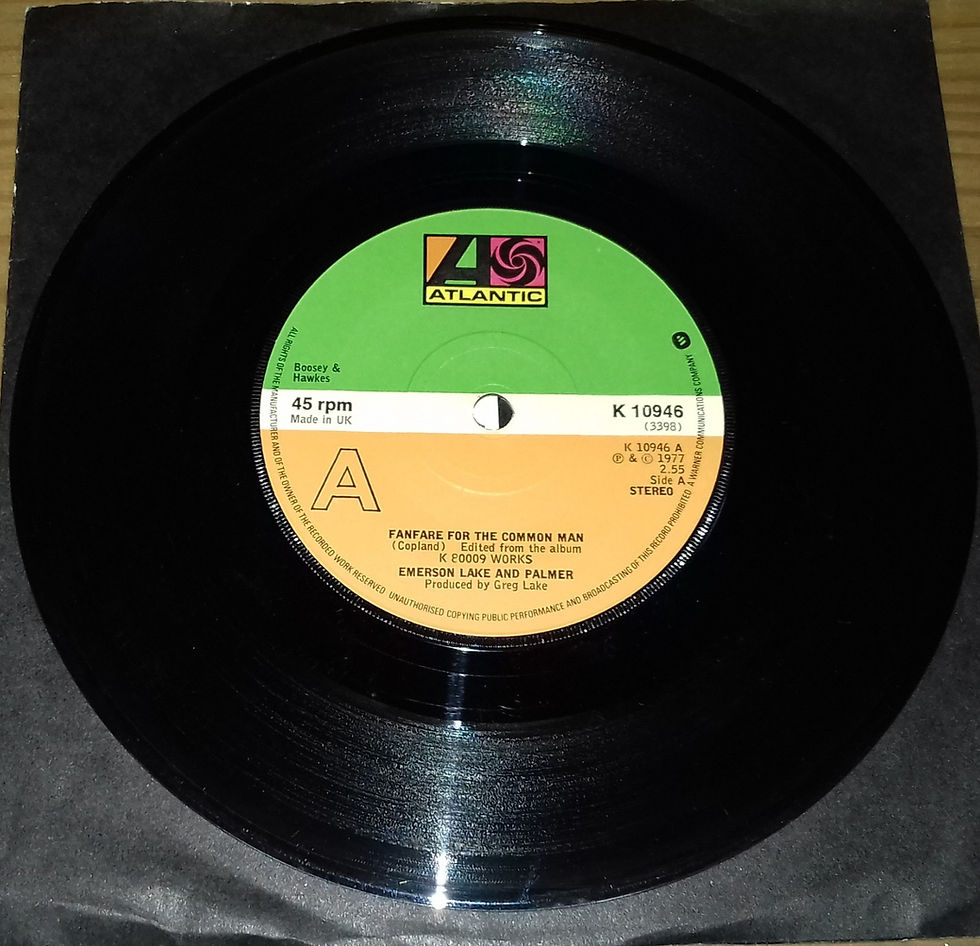 ATLANTIC
Boosey &
Hawkes
45 rpm
Made in UK
K 10946
(3398)
K 10946 A
Ⓟ & © 1977
2.55
Side A
STEREO
A
FANFARE FOR THE COMMON MAN
(Copland) Edited from the album
K 80009 WORKS
EMERSON LAKE AND PALMER
Produced by Greg Lake
ALL RIGHTS OF THE MANUFACTURER AND OF THE OWNER OF THE RECORDED WORK RESERVED. UNAUTHORISED COPYING PUBLIC PERFORMANCE AND BROADCASTING OF THIS RECORD PROHIBITED. A WARNER COMMUNICATIONS COMPANY